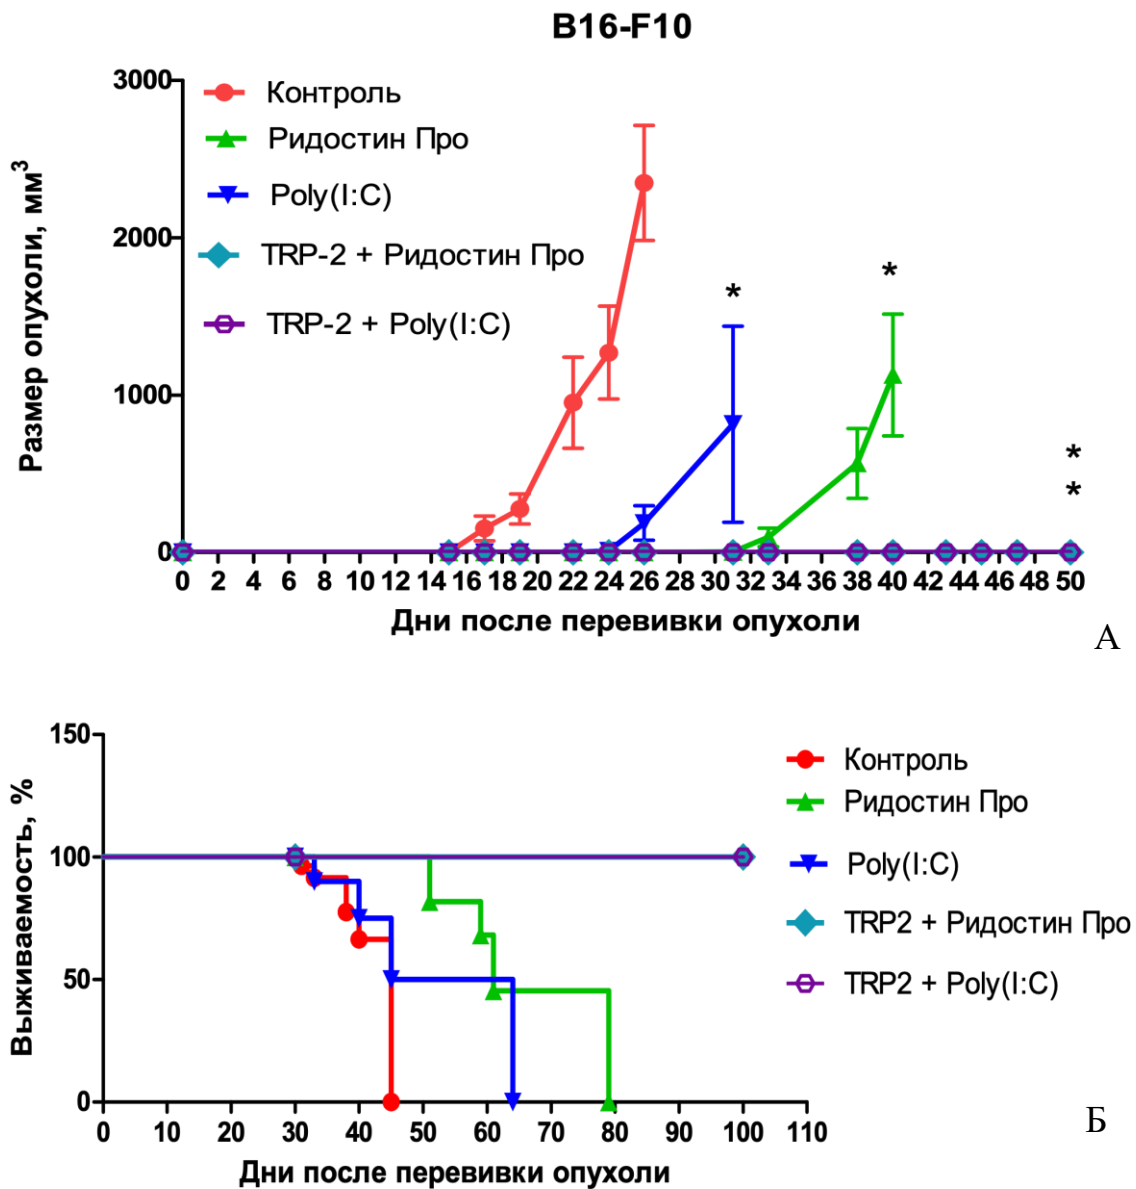 B16-F10
Размер опухоли, мм³
3000
2000
1000
0
Контроль
Ридостин Про
Poly(I:C)
TRP-2 + Ридостин Про
TRP-2 + Poly(I:C)
*
*
*
*
0 2 4 6 8 10 12 14 16 18 20 22 24 26 28 30 32 34 36 38 40 42 44 46 48 50
Дни после перевивки опухоли
А
Выживаемость, %
150
100
50
0
Контроль
Ридостин Про
Poly(I:C)
TRP2 + Ридостин Про
TRP2 + Poly(I:C)
0 10 20 30 40 50 60 70 80 90 100 110
Дни после перевивки опухоли
Б